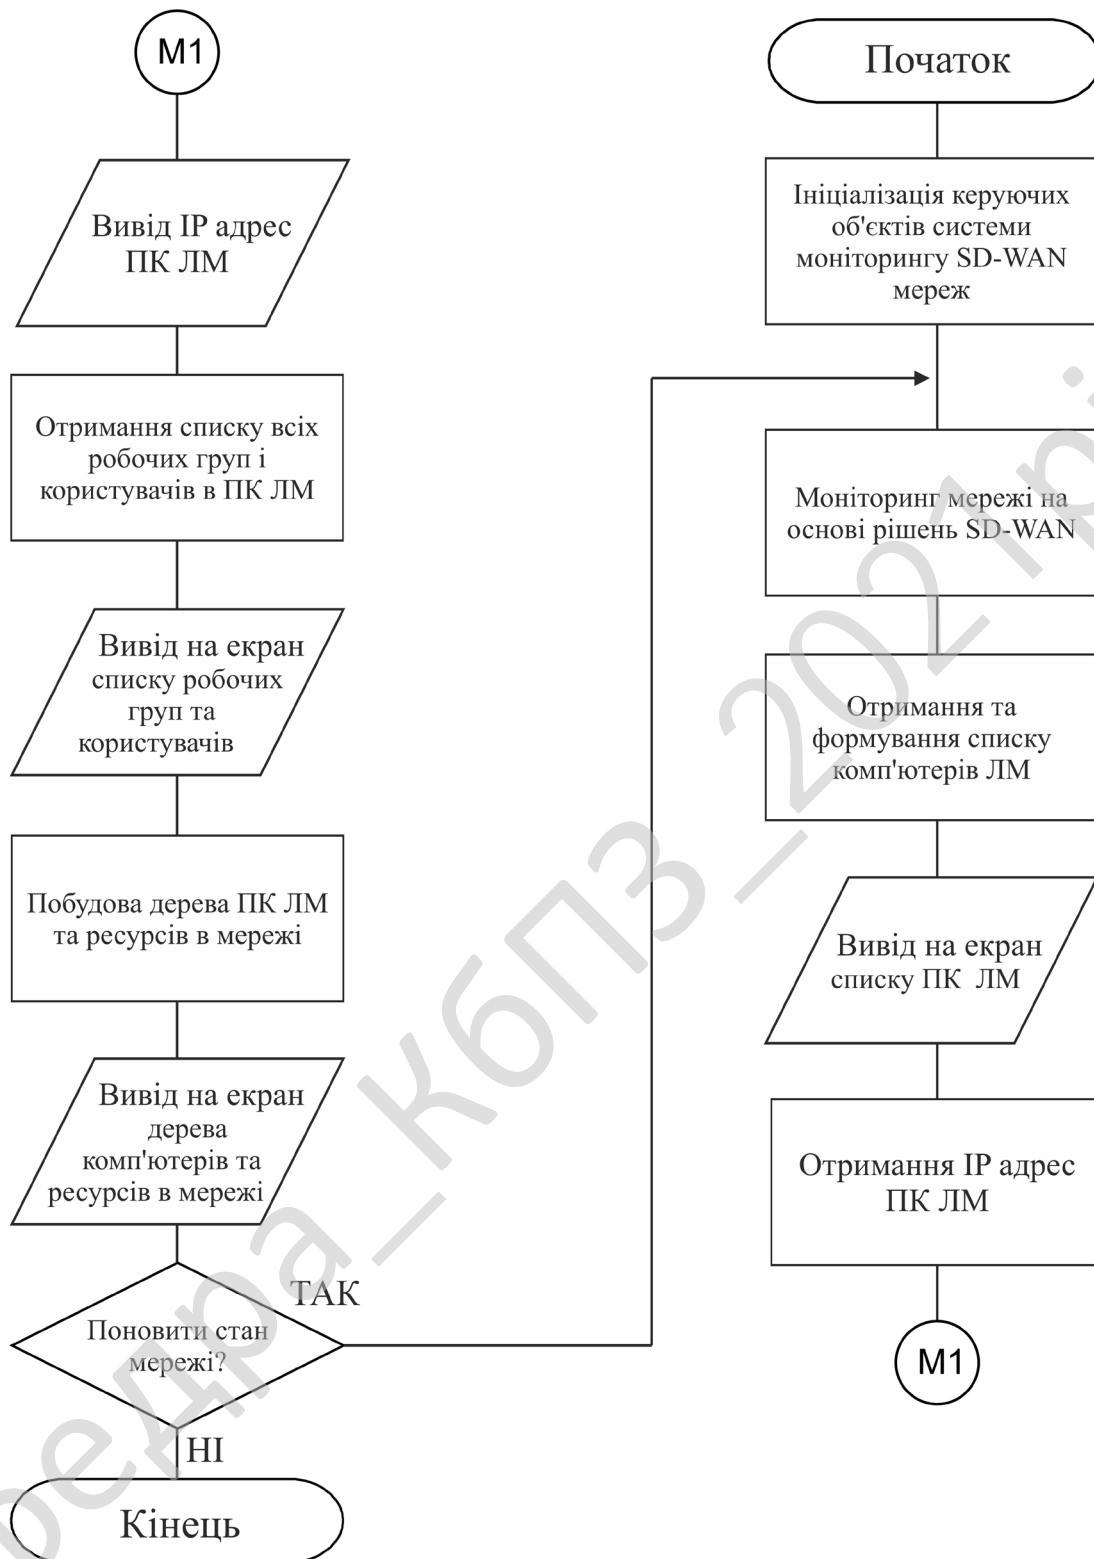 M1
Вивід IP адрес
ПК ЛМ
Отримання списку всіх
робочих груп і
користувачів в ПК ЛМ
Вивід на екран
списку робочих
груп та
користувачів
Побудова дерева ПК ЛМ
та ресурсів в мережі
Вивід на екран
дерева
комп'ютерів та
ресурсів в мережі
ТАК
Поновити стан
мережі?
НІ
Кінець
Початок
Ініціалізація керуючих
об'єктів системи
моніторингу SD-WAN
мереж
Моніторинг мережі на
основі рішень SD-WAN
Отримання та
формування списку
комп'ютерів ЛМ
Вивід на екран
списку ПК ЛМ
Отримання IP адрес
ПК ЛМ
M1
_КбПЗ_2021